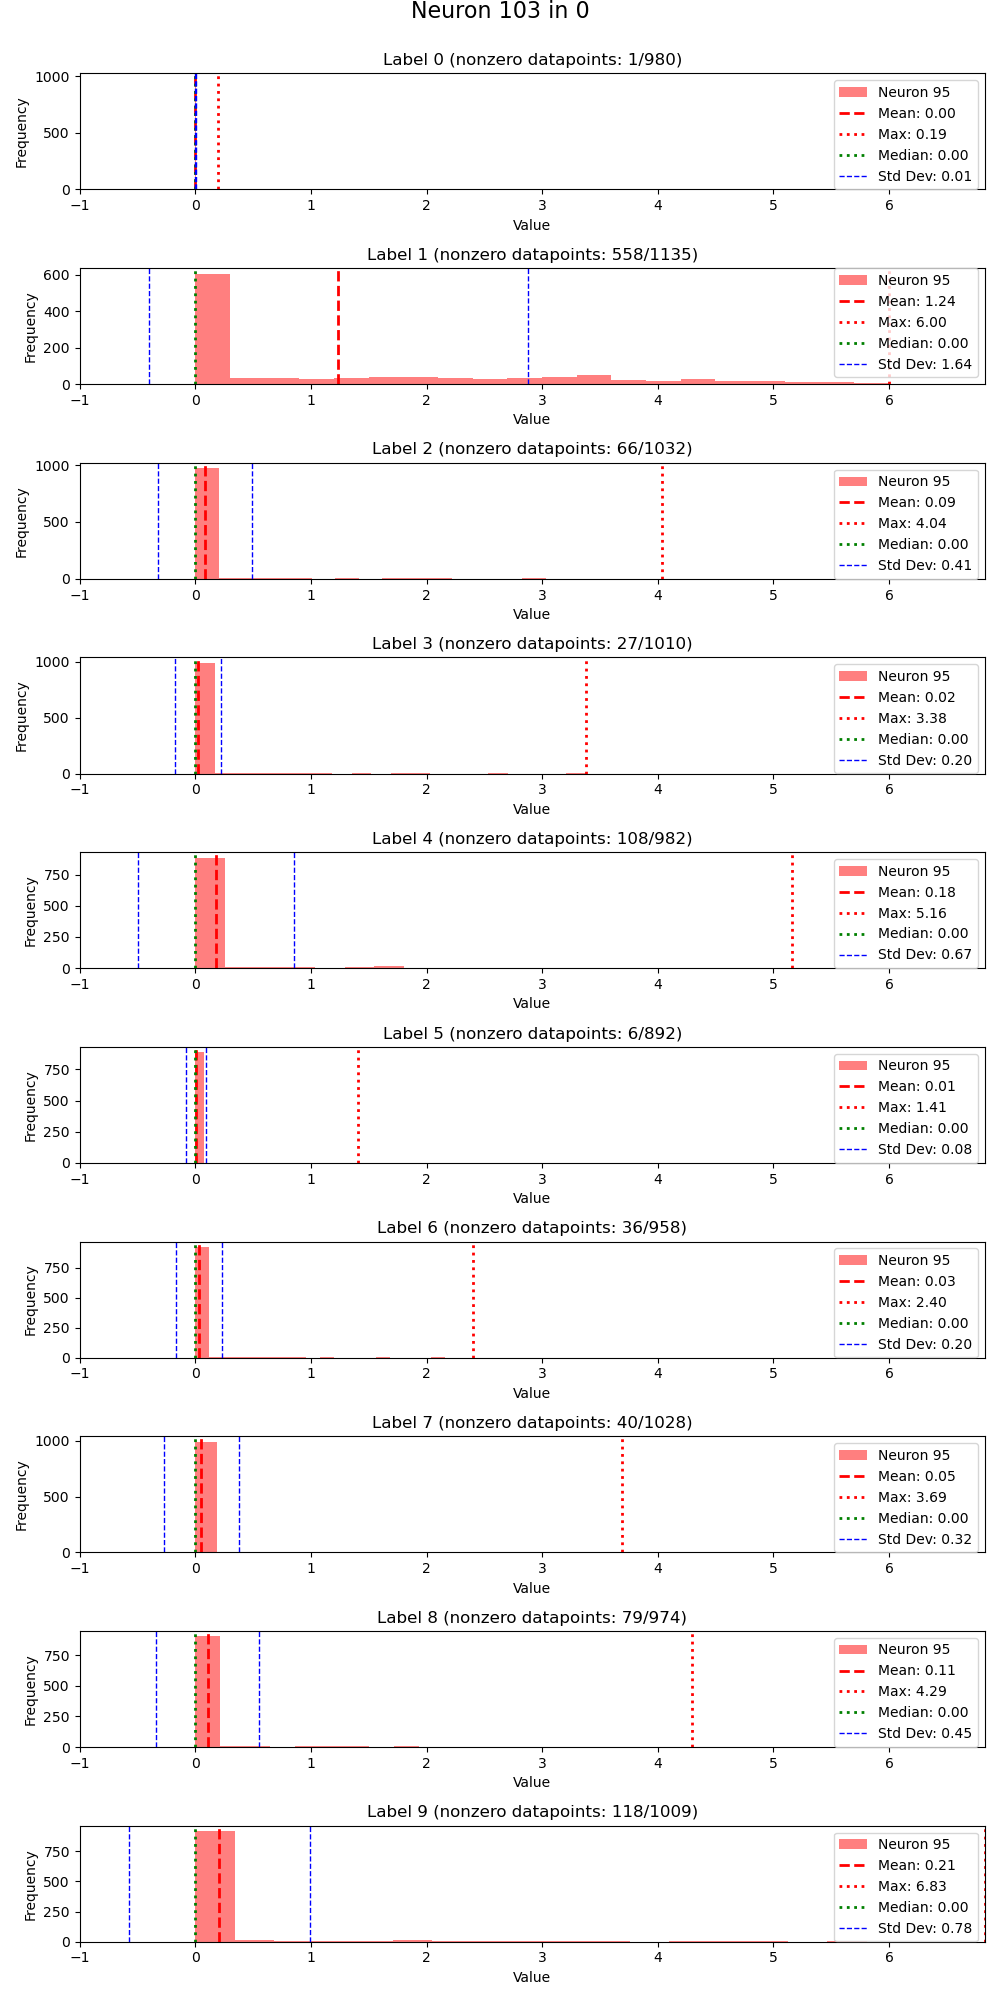 Neuron 103 in 0
Label 0 (nonzero datapoints: 1/980)
Frequency
1000
500
0
Neuron 95
Mean: 0.00
Max: 0.19
Median: 0.00
Std Dev: 0.01
−1 0 1 2 3 4 5 6
Value
Label 1 (nonzero datapoints: 558/1135)
Frequency
600
400
200
0
Neuron 95
Mean: 1.24
Max: 6.00
Median: 0.00
Std Dev: 1.64
−1 0 1 2 3 4 5 6
Value
Label 2 (nonzero datapoints: 66/1032)
Frequency
1000
500
0
Neuron 95
Mean: 0.09
Max: 4.04
Median: 0.00
Std Dev: 0.41
−1 0 1 2 3 4 5 6
Value
Label 3 (nonzero datapoints: 27/1010)
Frequency
1000
500
0
Neuron 95
Mean: 0.02
Max: 3.38
Median: 0.00
Std Dev: 0.20
−1 0 1 2 3 4 5 6
Value
Label 4 (nonzero datapoints: 108/982)
Frequency
750
500
250
0
Neuron 95
Mean: 0.18
Max: 5.16
Median: 0.00
Std Dev: 0.67
−1 0 1 2 3 4 5 6
Value
Label 5 (nonzero datapoints: 6/892)
Frequency
750
500
250
0
Neuron 95
Mean: 0.01
Max: 1.41
Median: 0.00
Std Dev: 0.08
−1 0 1 2 3 4 5 6
Value
Label 6 (nonzero datapoints: 36/958)
Frequency
750
500
250
0
Neuron 95
Mean: 0.03
Max: 2.40
Median: 0.00
Std Dev: 0.20
−1 0 1 2 3 4 5 6
Value
Label 7 (nonzero datapoints: 40/1028)
Frequency
1000
500
0
Neuron 95
Mean: 0.05
Max: 3.69
Median: 0.00
Std Dev: 0.32
−1 0 1 2 3 4 5 6
Value
Label 8 (nonzero datapoints: 79/974)
Frequency
750
500
250
0
Neuron 95
Mean: 0.11
Max: 4.29
Median: 0.00
Std Dev: 0.45
−1 0 1 2 3 4 5 6
Value
Label 9 (nonzero datapoints: 118/1009)
Frequency
750
500
250
0
Neuron 95
Mean: 0.21
Max: 6.83
Median: 0.00
Std Dev: 0.78
−1 0 1 2 3 4 5 6
Value